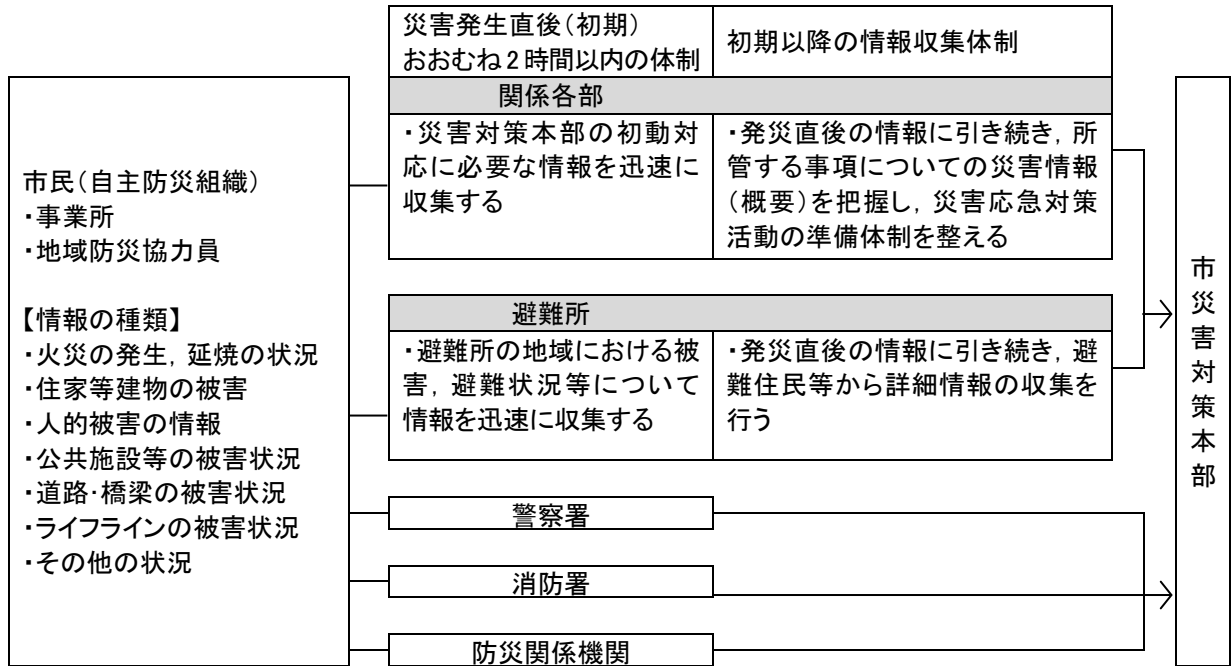 災害発生直後(初期)
おおむね2時間以内の体制
初期以降の情報収集体制
関係各部
・災害対策本部の初動対
応に必要な情報を迅速に
収集する
・発災直後の情報に引き続き，所
管する事項についての災害情報
（概要）を把握し，災害応急対策
活動の準備体制を整える
市民(自主防災組織)
・事業所
・地域防災協力員
【情報の種類】
・火災の発生，延焼の状況
・住家等建物の被害
・人的被害の情報
・公共施設等の被害状況
・道路・橋梁の被害状況
・ライフラインの被害状況
・その他の状況
避難所
・避難所の地域における被
害，避難状況等について
情報を迅速に収集する
・発災直後の情報に引き続き，避
難住民等から詳細情報の収集を
行う
警察署
消防署
防災関係機関
市災害対策本部